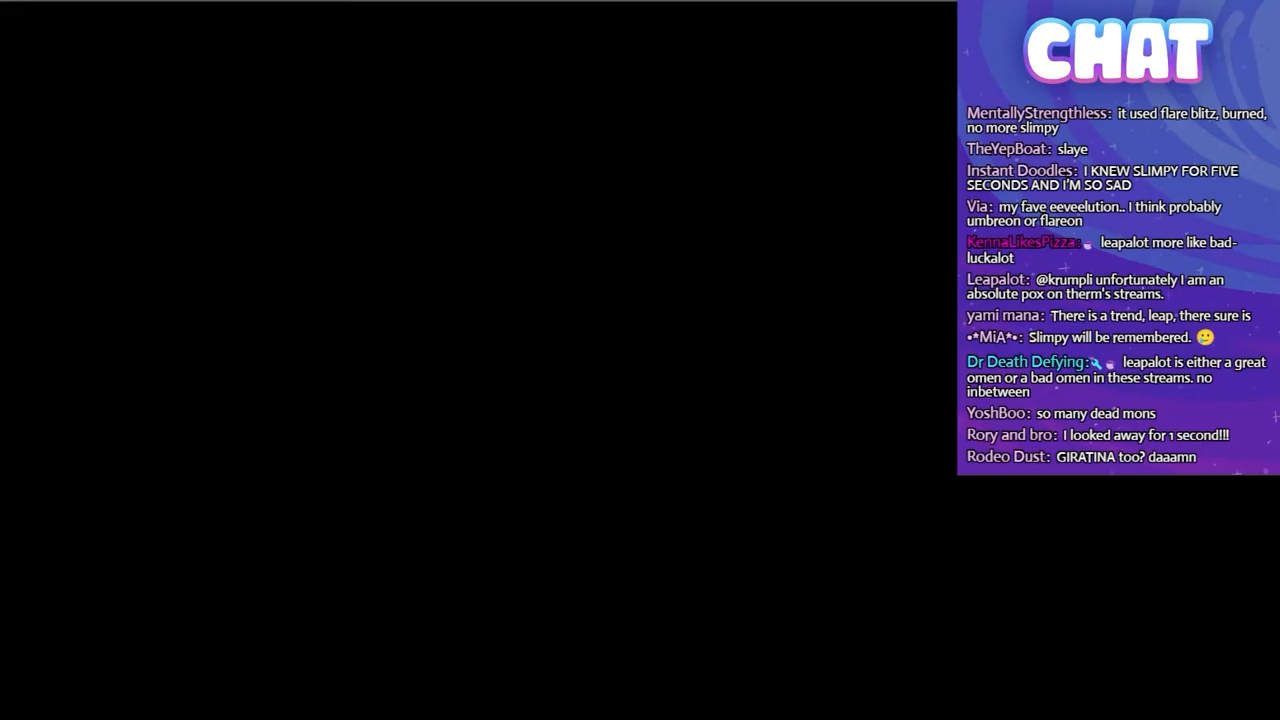 CHAT
MentallyStrengthless: it used flare blitz, burned,
no more slimpy
TheYepBoat: slaye
Instant Doodles: I KNEW SLIMPY FOR FIVE
SECONDS AND I'M SO SAD
Via: my fave eeveelution.. I think probably
umbreon or flareon
KennaLikesPizza: leapalot more like bad-
luckalot
Leapalot: @krumpli unfortunately I am an
absolute pox on therm's streams.
yami mana: There is a trend, leap, there sure is
•*MiA*•: Slimpy will be remembered. 🥲
Dr Death Defying: leapalot is either a great
omen or a bad omen in these streams. no
inbetween
YoshBoo: so many dead mons
Rory and bro: I looked away for 1 second!!!
Rodeo Dust: GIRATINA too? daaamn